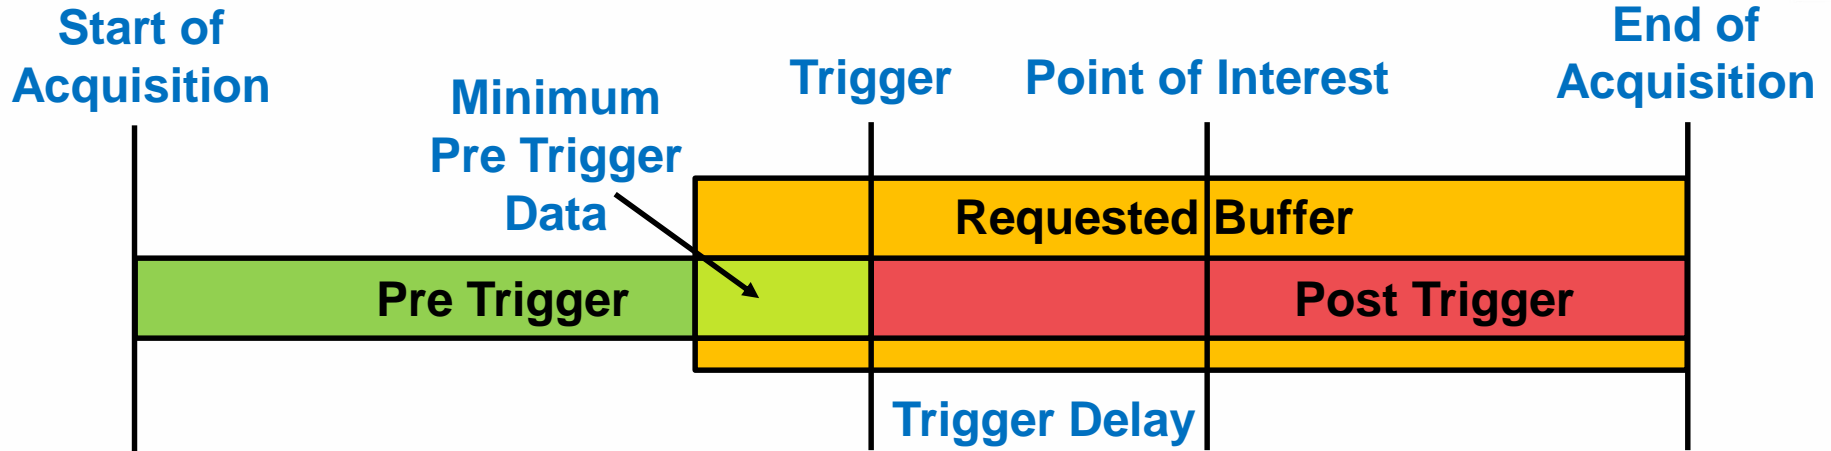 Start of
Acquisition
Minimum
Pre Trigger
Data
Trigger
Point of Interest
End of
Acquisition
Requested Buffer
Pre Trigger
Post Trigger
Trigger Delay